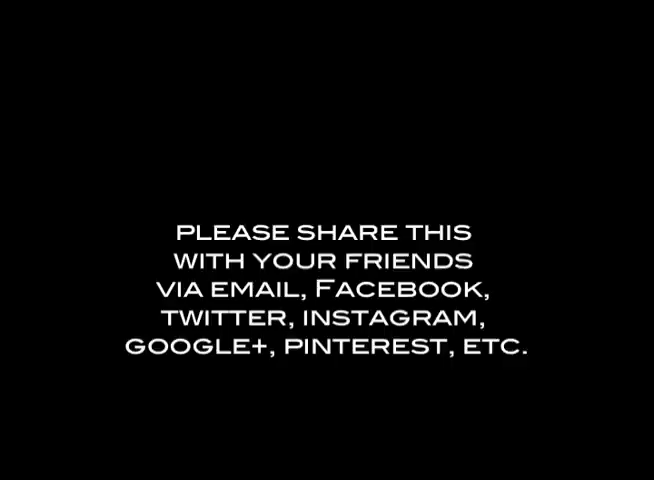 PLEASE SHARE THIS
WITH YOUR FRIENDS
VIA EMAIL, FACEBOOK,
TWITTER, INSTAGRAM,
GOOGLE+, PINTEREST, ETC.